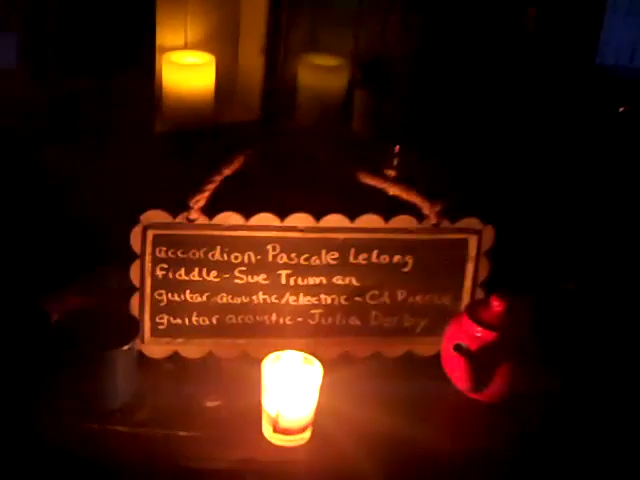 accordion-Pascale Lelong
fiddle-Sue Truman
guitar acoustic/electric-
guitar acoustic-Julia Derby